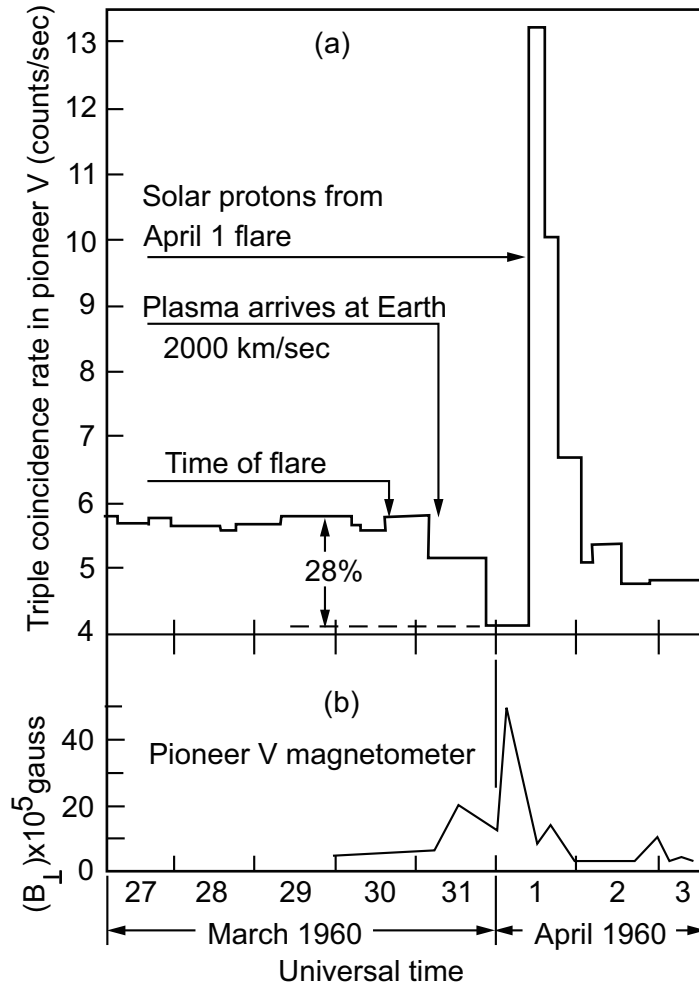 (a)
Triple coincidence rate in pioneer V (counts/sec)
13
12
11
10
9
8
7
6
5
4
Solar protons from
April 1 flare
Plasma arrives at Earth
2000 km/sec
Time of flare
28%
(b)
Pioneer V magnetometer
(B⊥)x10⁵gauss
40
20
0
27 28 29 30 31 1 2 3
March 1960 April 1960
Universal time